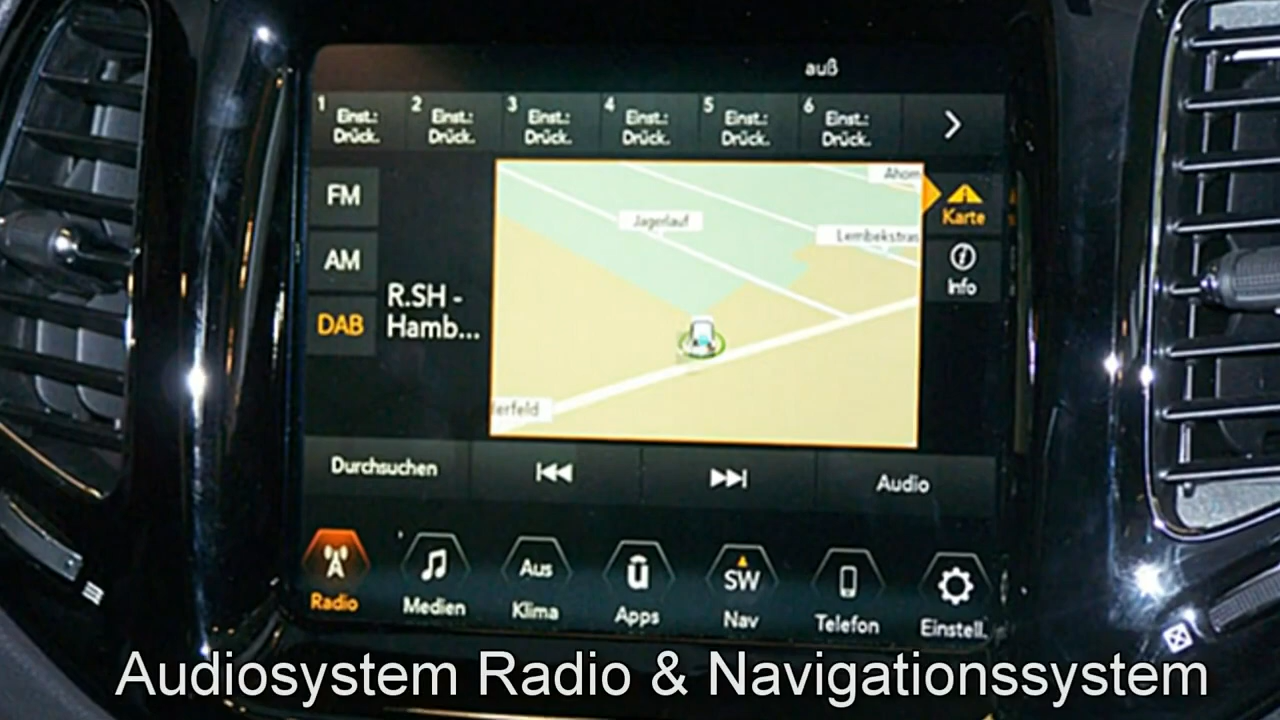 auß
1 Einst.: Drück.
2 Einst.: Drück.
3 Einst.: Drück.
4 Einst.: Drück.
5 Einst.: Drück.
6 Einst.: Drück.
FM
AM
DAB
R.SH -
Hamb...
Ahorn
Jagerlauf
Lembekstras
erfeld
Karte
Info
Durchsuchen
Audio
Radio
Medien
Aus
Klima
ū
Apps
SW
Nav
Telefon
Einstell.
Audiosystem Radio & Navigationssystem